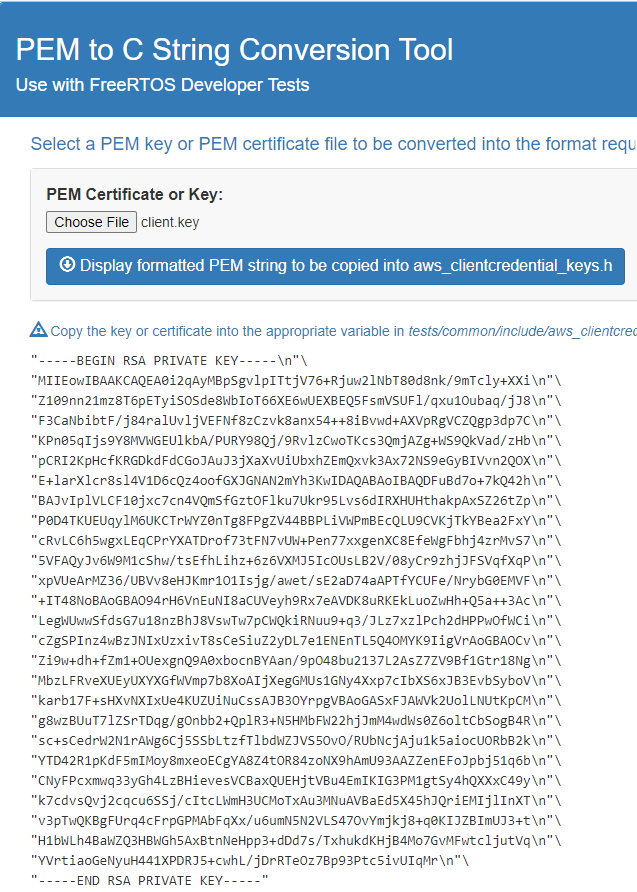 PEM to C String Conversion Tool
Use with FreeRTOS Developer Tests
Select a PEM key or PEM certificate file to be converted into the format requ
PEM Certificate or Key:
Choose File client.key
Display formatted PEM string to be copied into aws_clientcredential_keys.h
Copy the key or certificate into the appropriate variable in tests/common/include/aws_clientcred
"-----BEGIN RSA PRIVATE KEY-----\n"\
"MIIEowIBAAKCAQEA0i2qAyMBpSgvlpITtjV76+Rjuw2lNbT80d8nk/9mTcly+XXi\n"\
"Z109nn21mz8T6pETyiSOSde8WbIoT66XE6wUEXBEQ5FsmVSUFl/qxu1Oubaq/jJ8\n"\
"F3CaNbibtF/j84ralUvljVEFNf8zCzvk8anx54++8iBvwd+AXVpRgVCZQgp3dp7C\n"\
"KPn05qIjs9Y8MVWGEUlkbA/PURY98Qj/9RvlzCwoTKcs3QmjAZg+WS9QkVad/zHb\n"\
"pCRI2KpHcfKRGDkdFdCGoJAuJ3jXaXvUiUbxhZEmQxvk3Ax72NS9eGyBIVvn2QOX\n"\
"E+larXlcr8sl4V1D6cQz4oofGXJGNAN2mYh3KwIDAQABAoIBAQDFuBd7o+7kQ42h\n"\
"BAJvIplVLCF10jxc7cn4VQmSfGztOFlku7Ukr95Lvs6dIRXHUHthakpAxSZ26tZp\n"\
"P0D4TKUEUqylM6UKCTrWYZ0nTg8FPgZV44BBPLiVWPmBEcQLU9CVKjTkYBea2FxY\n"\
"cRvLC6h5wgxLEqCPrYXATDrof73tFN7vUW+Pen77xxgenXC8EfeWgFbhj4zrMvS7\n"\
"5VFAQyJv6W9M1cShw/tsEfhLihz+6z6VXMJ5IcOUsLB2V/08yCr9zhjJFSVqfXqP\n"\
"xpVUeArMZ36/UBVv8eHJKmr1O1Isjg/awet/sE2aD74aAPTfYCUFe/NrybG0EMVF\n"\
"+IT48NoBAoGBAO94rH6VnEuNI8aCUVeyh9Rx7eAVDK8uRKEkLuoZwHh+Q5a++3Ac\n"\
"LegWUwwSfdsG7u18nzBhJ8VswTw7pCWQkiRNuu9+q3/JLz7xzlPch2dHPPwOfWCi\n"\
"cZgSPInz4wBzJNIxUzxivT8sCeSiuZ2yDL7e1ENEnTL5Q4OMYK9IigVrAoGBAOCv\n"\
"Zi9w+dh+fZm1+OUexgnQ9A0xbocnBYAan/9pO48bu2137L2AsZ7ZV9Bf1Gtr18Ng\n"\
"MbzLFRveXUEyUXYXGfWVmp7b8XoAIjXegGMUs1GNy4Xxp7cIbXS6xJB3EvbSyboV\n"\
"karb17F+sHXvNXIxUe4KUZUiNuCssAJB3OYrpgVBAoGASxFJAWVk2UolLNUtKpCM\n"\
"g8wzBUuT7lZSrTDqg/gOnbb2+QplR3+N5HMbFW22hjJmM4wdWs0Z6oltCbSogB4R\n"\
"sc+sCedrW2N1rAWg6Cj5SSbLtzfTlbdWZJVS5OvO/RUbNcjAju1k5aiocUORbB2k\n"\
"YTD42R1pKdF5mIMoy8mxeoECgYA8Z4tOR84zoNX9hAmU93AAZZenEFoJpbj51q6b\n"\
"CNyFPcxmwq33yGh4LzBHievesVCBaxQUEHjtVBu4EmIKIG3PM1gtSy4hQXXxC49y\n"\
"k7cdvsQvj2cqcu6SSj/cItcLWmH3UCMoTxAu3MNuAVBaEd5X45hJQriEMIjlInXT\n"\
"v3pTwQKBgFUrq4cFrpGPMAbFqXx/u6umN5N2VLS47OvYmjkj8+q0KIJZBImUJ3+t\n"\
"H1bWLh4BaWZQ3HBWGh5AxBtnNeHpp3+dDd7s/TxhukdKHjB4Mo7GvMFwtcljutVq\n"\
"YVrtiaoGeNyuH441XPDRJ5+cwhL/jDrRTeOz7Bp93Ptc5ivUIqMr\n"\
"-----END RSA PRIVATE KEY-----"